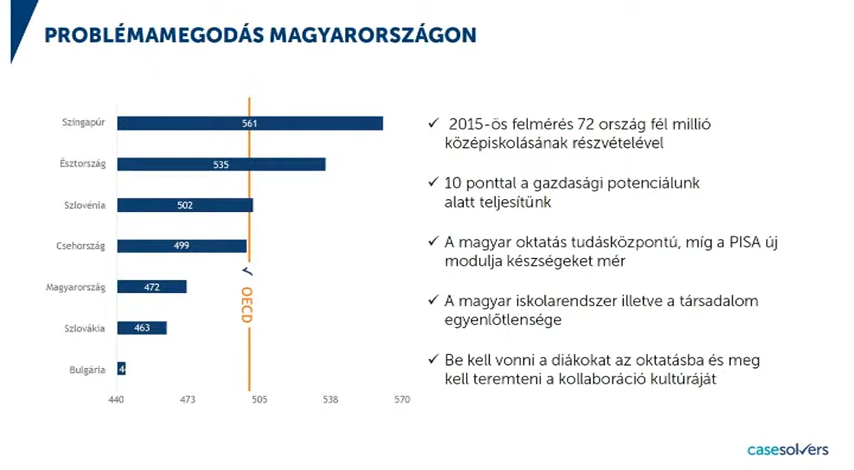 PROBLÉMAMEGODÁS MAGYARORSZÁGON
Szingapúr
561
Észtország
535
Szlovénia
502
Csehország
499
Magyarország
472
Szlovákia
463
Bulgária
OECD
440
473
505
538
570
2015-ös felmérés 72 ország fél millió
középiskolásának részvételével
10 ponttal a gazdasági potenciálunk
alatt teljesítünk
A magyar oktatás tudásközpontú, míg a PISA új
modulja készségeket mér
A magyar iskolarendszer illetve a társadalom
egyenlőtlensége
Be kell vonni a diákokat az oktatásba és meg
kell teremteni a kollaboráció kultúráját
casesolvers